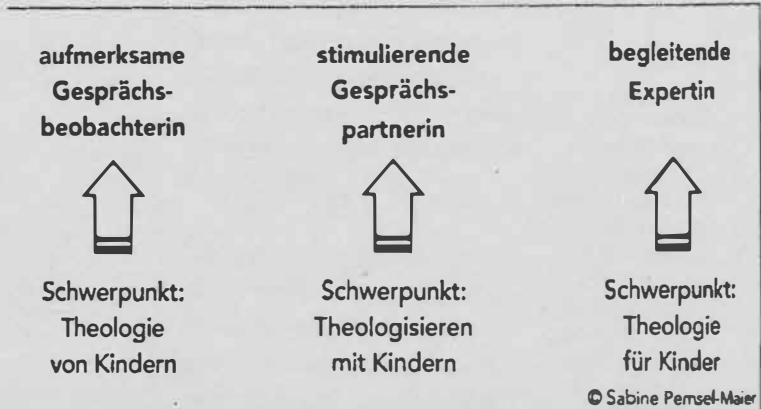 aufmerksame
Gesprächs-
beobachterin
stimulierende
Gesprächs-
partnerin
begleitende
Expertin
Schwerpunkt:
Theologie
von Kindern
Schwerpunkt:
Theologisieren
mit Kindern
Schwerpunkt:
Theologie
für Kinder
© Sabine Pemsel-Maier